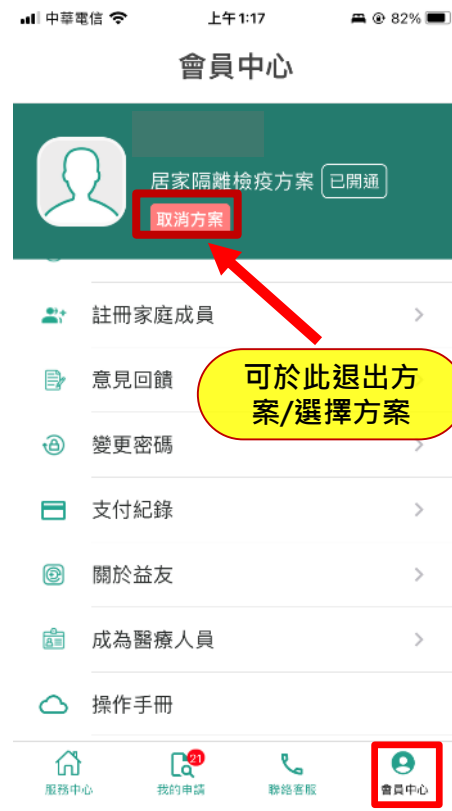 中華電信 上午1:17 82%
會員中心
居家隔離檢疫方案 已開通
取消方案
註冊家庭成員
意見回饋
可於此退出方
案/選擇方案
變更密碼
支付紀錄
關於益友
成為醫療人員
操作手冊
21
服務中心 我的申請 聯絡客服 會員中心